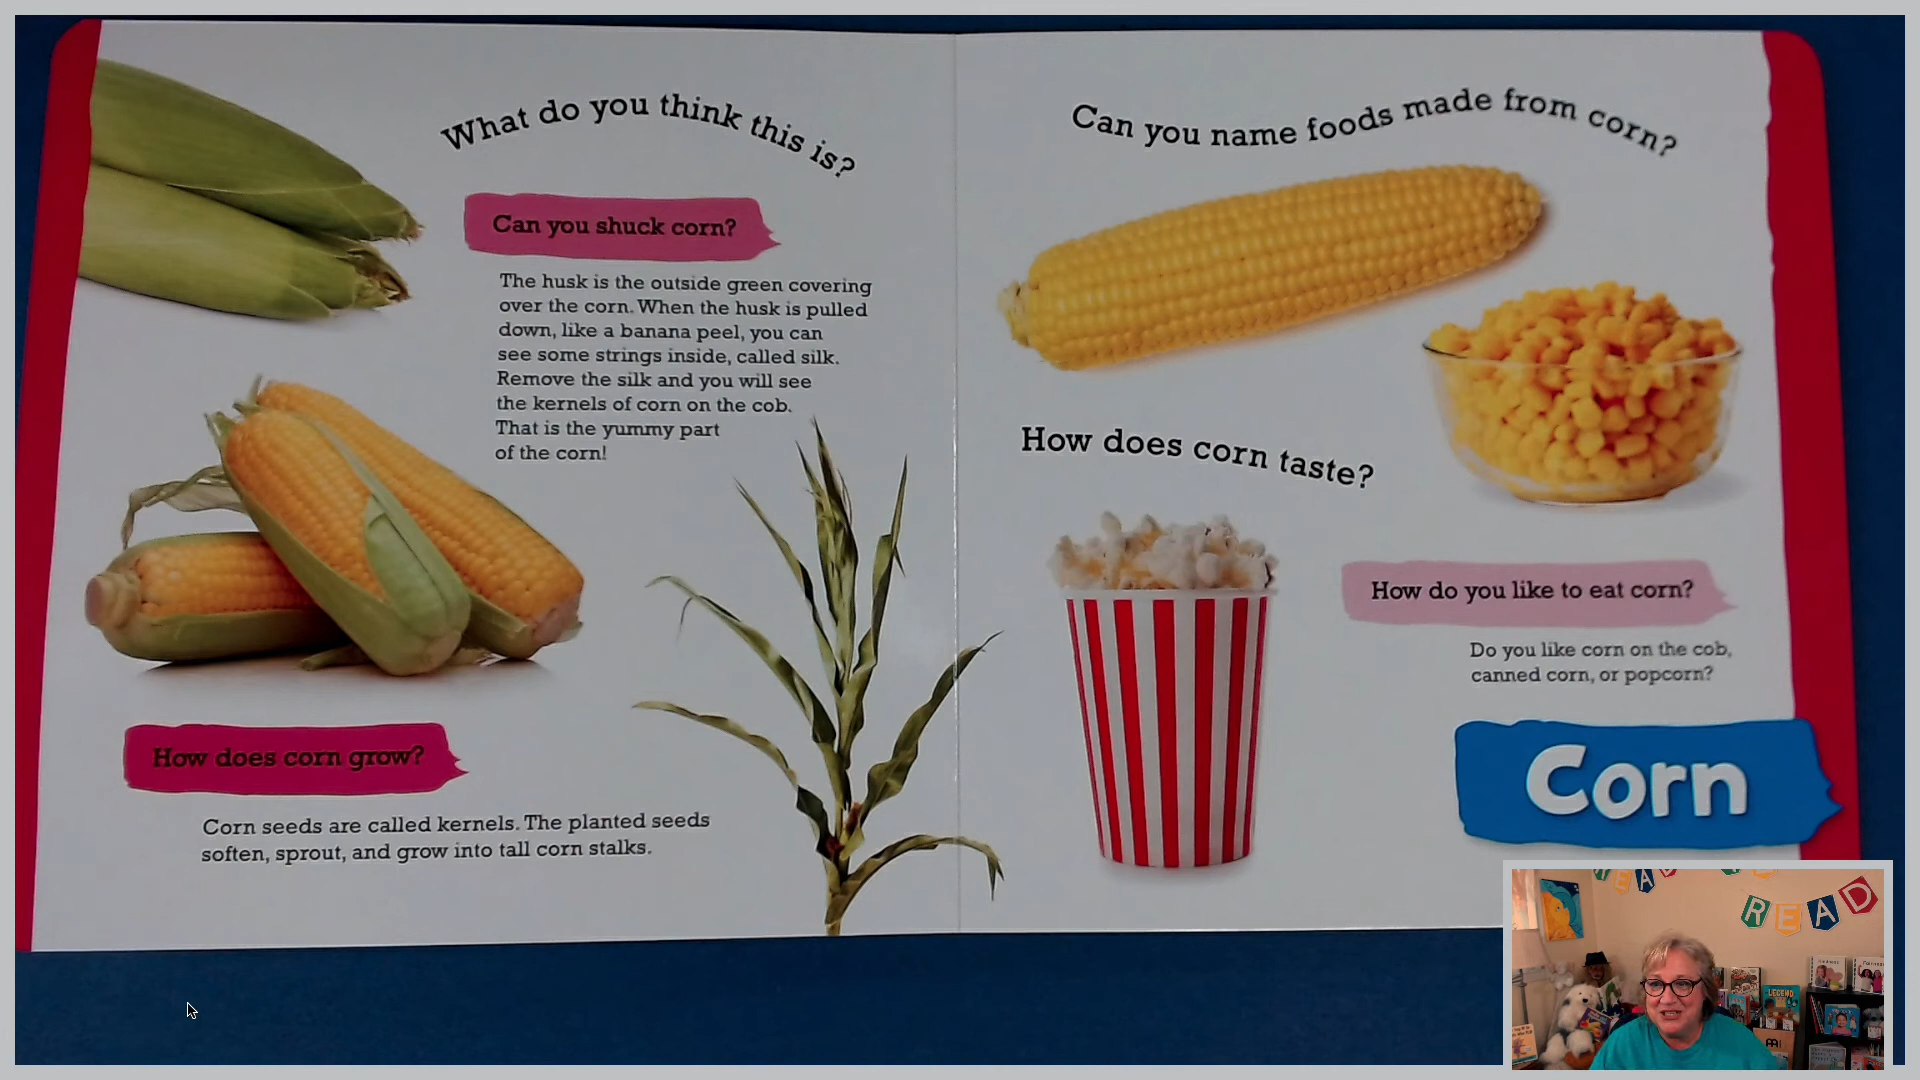 What do you think this is?
Can you shuck corn?
The husk is the outside green covering
over the corn. When the husk is pulled
down, like a banana peel, you can
see some strings inside, called silk.
Remove the silk and you will see
the kernels of corn on the cob.
That is the yummy part
of the corn!
How does corn grow?
Corn seeds are called kernels. The planted seeds
soften, sprout, and grow into tall corn stalks.
Can you name foods made from corn?
How does corn taste?
How do you like to eat corn?
Do you like corn on the cob,
canned corn, or popcorn?
Corn
READ
LEGEND